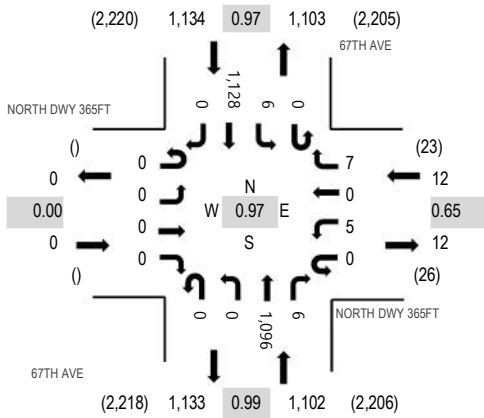 (2,220) 1,134 0.97 1,103 (2,205)
67TH AVE
NORTH DWY 365FT
0 1,128 6 0
() 0 7 (23)
0 0 N 0 12
0.00 W 0.97 E 0.65
0 0 S 5 12
() 0 0 (26)
0 0 1,096 6
NORTH DWY 365FT
67TH AVE
(2,218) 1,133 0.99 1,102 (2,206)